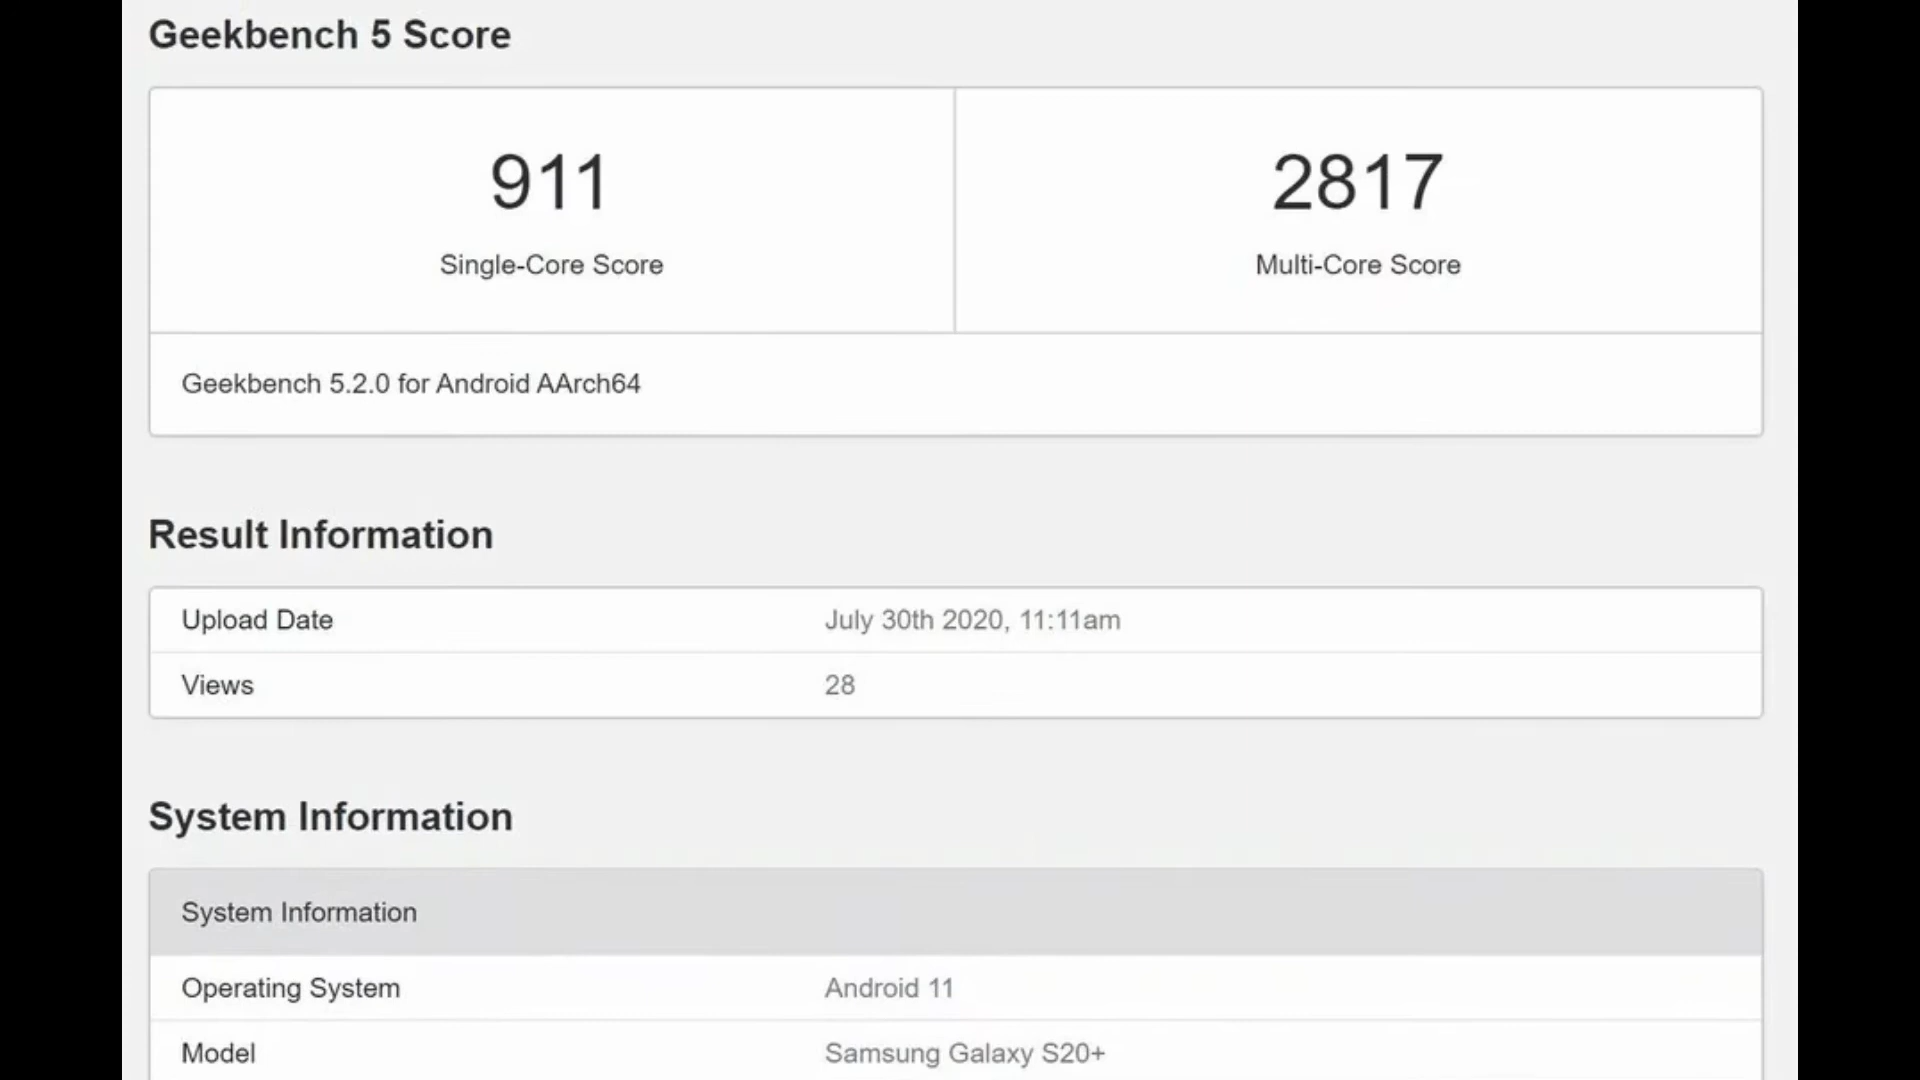 Geekbench 5 Score
911
Single-Core Score
2817
Multi-Core Score
Geekbench 5.2.0 for Android AArch64
Result Information
Upload Date July 30th 2020, 11:11am
Views 28
System Information
System Information
Operating System Android 11
Model Samsung Galaxy S20+